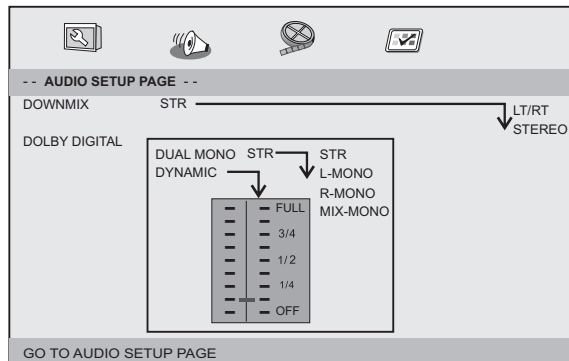 - - AUDIO SETUP PAGE - -
DOWNMIX STR LT/RT
STEREO
DOLBY DIGITAL
DUAL MONO STR STR
DYNAMIC L-MONO
R-MONO
FULL MIX-MONO
3/4
1/2
1/4
OFF
GO TO AUDIO SETUP PAGE